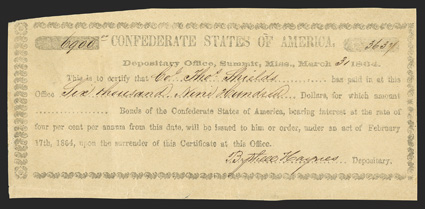 6900 CONFEDERATE STATES OF AMERICA. 3639
Depositary Office, Summit, Miss., March 31 1864.
This is to certify that Col Thos Shields has paid in at this
Office Six thousand Nine Hundred Dollars, for which amount
Bonds of the Confederate States of America, bearing interest at the rate of
four per cent per annum from this date, will be issued to him or order, under an act of February
17th, 1864, upon the surrender of this Certificate at this Office.
Haynes Depositary.